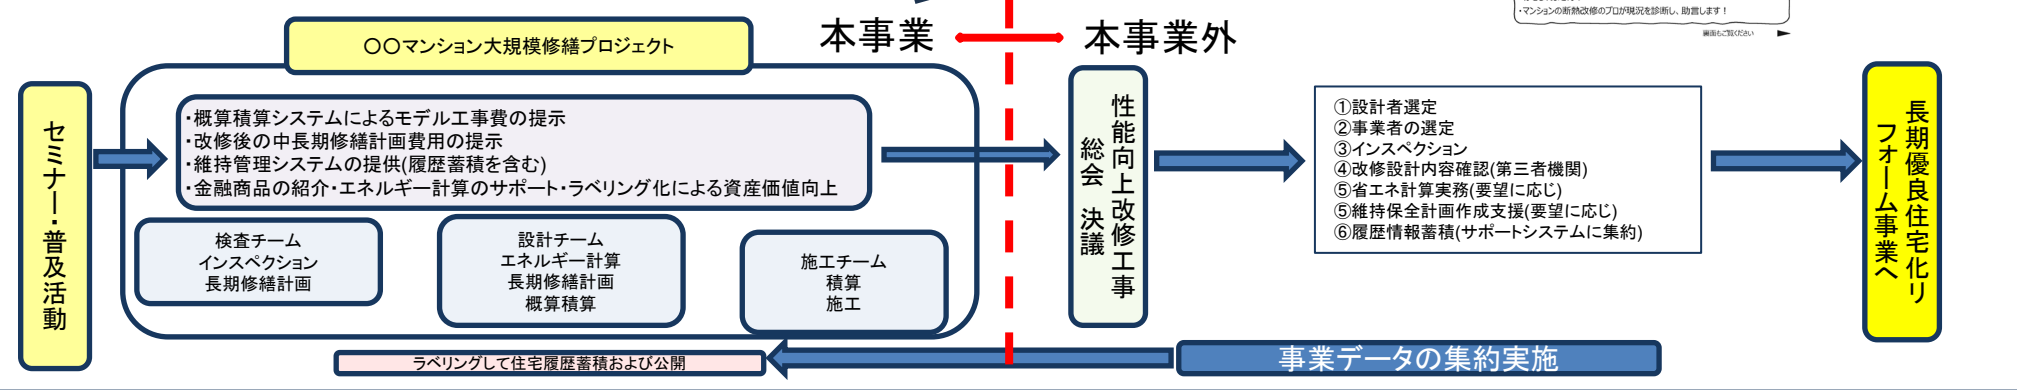 ・マンションの断熱改修のプロが現況を診断し、助言します！
裏面もご覧ください
本事業
本事業外
〇〇マンション大規模修繕プロジェクト
セミナー・普及活動
・概算積算システムによるモデル工事費の提示
・改修後の中長期修繕計画費用の提示
・維持管理システムの提供(履歴蓄積を含む)
・金融商品の紹介・エネルギー計算のサポート・ラベリング化による資産価値向上
検査チーム
インスペクション
長期修繕計画
設計チーム
エネルギー計算
長期修繕計画
概算積算
施工チーム
積算
施工
性能向上改修工事
総会 決議
①設計者選定
②事業者の選定
③インスペクション
④改修設計内容確認(第三者機関)
⑤省エネ計算実務(要望に応じ)
⑤維持保全計画作成支援(要望に応じ)
⑥履歴情報蓄積(サポートシステムに集約)
長期優良住宅化リ
フォーム事業へ
ラベリングして住宅履歴蓄積および公開
事業データの集約実施